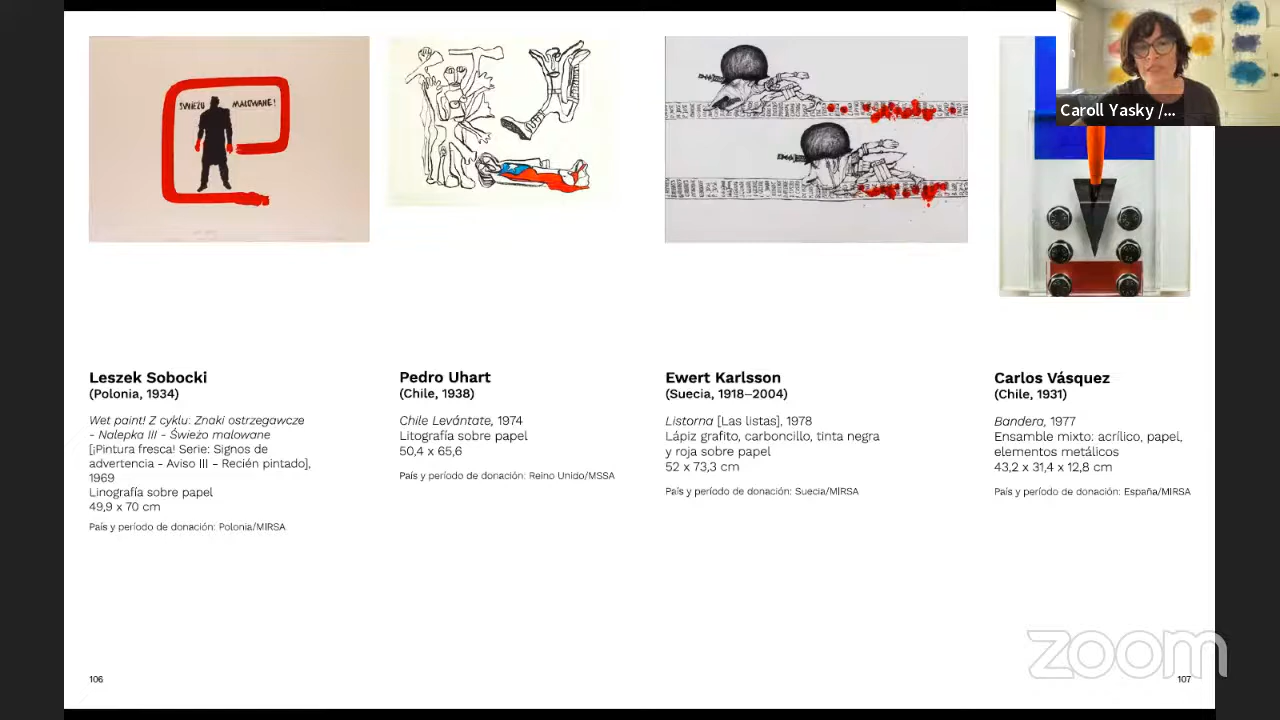 Caroll Yasky /...
ŚWIEŻO MALOWANE!
Leszek Sobocki
(Polonia, 1934)
Wet paint! Z cyklu: Znaki ostrzegawcze
- Nalepka III - Świeżo malowane
[¡Pintura fresca! Serie: Signos de
advertencia - Aviso III - Recién pintado],
1969
Linografía sobre papel
49,9 x 70 cm
País y período de donación: Polonia/MIRSA
Pedro Uhart
(Chile, 1938)
Chile Levántate, 1974
Litografía sobre papel
50,4 x 65,6
País y período de donación: Reino Unido/MSSA
Ewert Karlsson
(Suecia, 1918–2004)
Listorna [Las listas], 1978
Lápiz grafito, carboncillo, tinta negra
y roja sobre papel
52 x 73,3 cm
País y período de donación: Suecia/MIRSA
Carlos Vásquez
(Chile, 1931)
Bandera, 1977
Ensamble mixto: acrílico, papel,
elementos metálicos
43,2 x 31,4 x 12,8 cm
País y período de donación: España/MIRSA
zoom
106
107